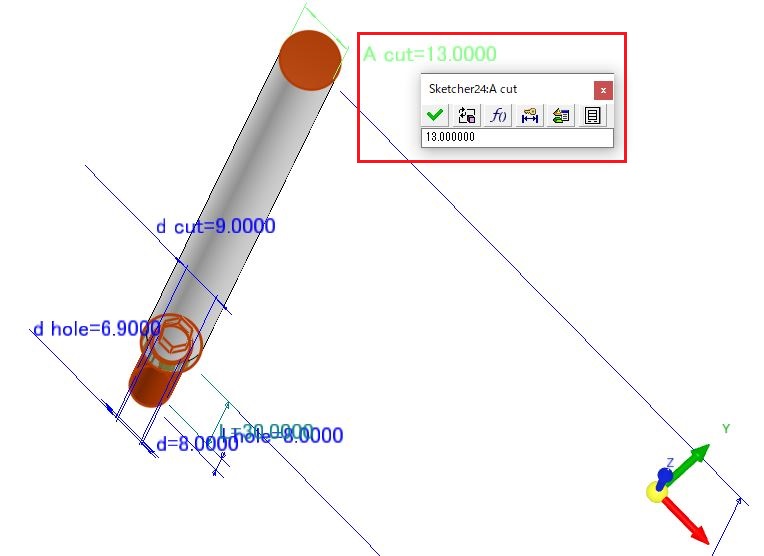 A cut=13.0000
Sketcher24:A cut
x
f()
13.000000
d cut=9.0000
d hole=6.9000
L=30.0000
l hole=8.0000
d=8.0000
Y
Z